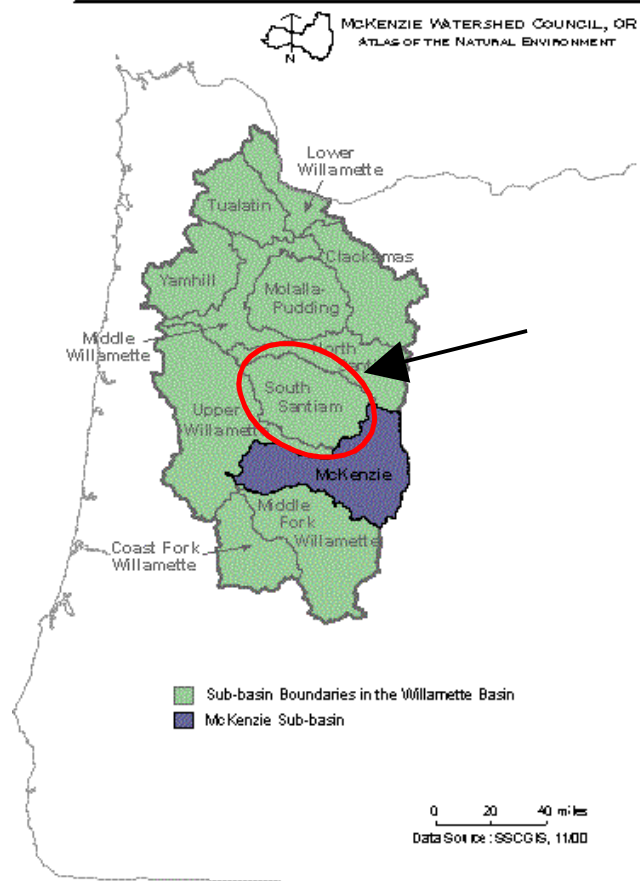 McKenzie Watershed Council, OR
Atlas of the Natural Environment
N
Lower
Willamette
Tualatin
Clackamas
Yamhill
Molalla-
Pudding
Middle
Willamette
North
South
Santiam
Upper
McKenzie
Middle
Fork
Willamette
Coast Fork
Willamette
Sub-basin Boundaries in the Willamette Basin
McKenzie Sub-basin
0 20 40 miles
Data Source: SSCGIS, 11/00